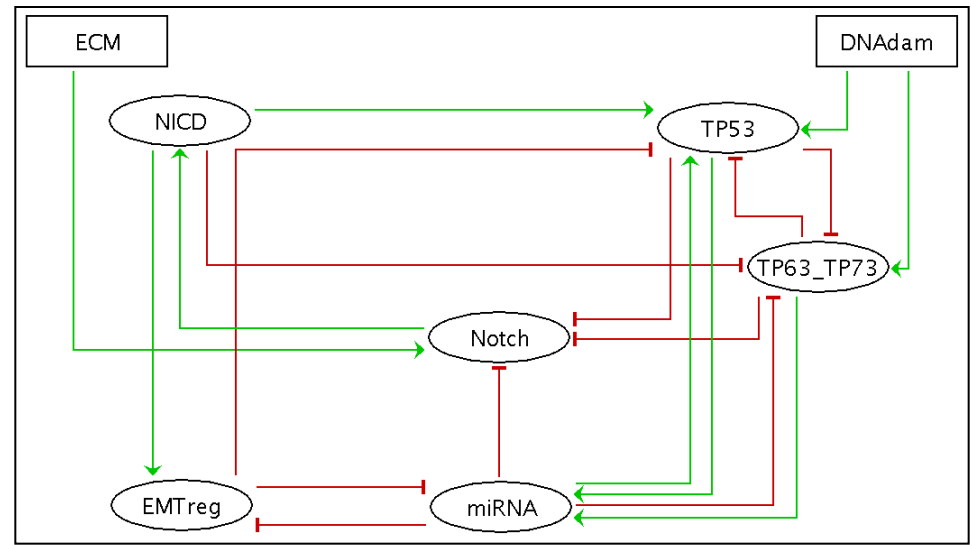 ECM
DNAdam
NICD
TP53
TP63_TP73
Notch
EMTreg
miRNA